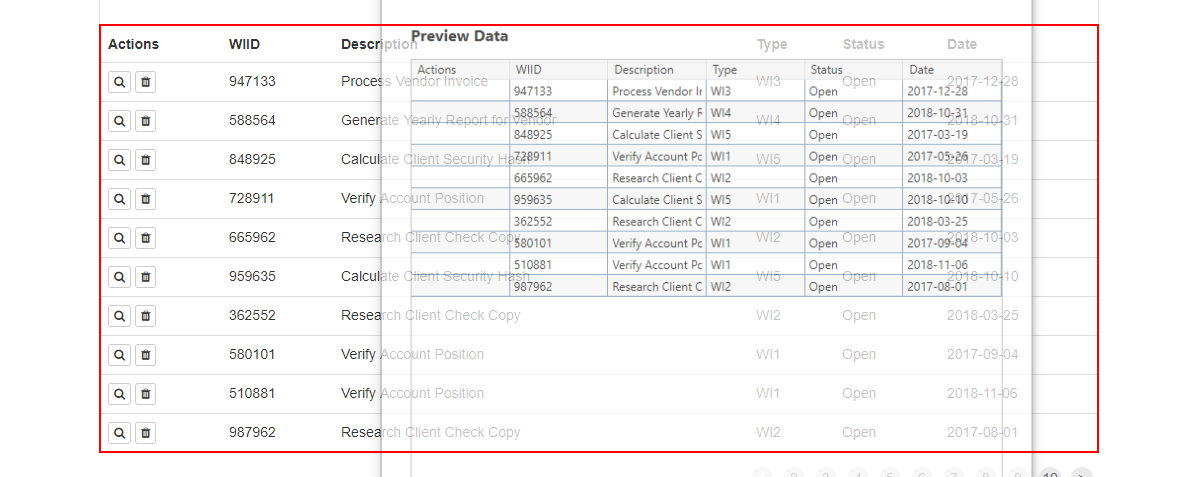 Actions WIID Description Type Status Date
947133 Process Vendor Invoice WI3 Open 2017-12-28
588564 Generate Yearly Report for Vendor WI4 Open 2018-10-31
848925 Calculate Client Security Hash WI5 Open 2017-03-19
728911 Verify Account Position WI1 Open 2017-05-26
665962 Research Client Check Copy WI2 Open 2018-10-03
959635 Calculate Client Security Hash WI5 Open 2018-10-10
362552 Research Client Check Copy WI2 Open 2018-03-25
580101 Verify Account Position WI1 Open 2017-09-04
510881 Verify Account Position WI1 Open 2018-11-06
987962 Research Client Check Copy WI2 Open 2017-08-01
Preview Data
Actions WIID Description Type Status Date
947133 Process Vendor Ir WI3 Open 2017-12-28
588564 Generate Yearly F WI4 Open 2018-10-31
848925 Calculate Client S WI5 Open 2017-03-19
728911 Verify Account Pc WI1 Open 2017-05-26
665962 Research Client C WI2 Open 2018-10-03
959635 Calculate Client S WI5 Open 2018-10-10
362552 Research Client C WI2 Open 2018-03-25
580101 Verify Account Pc WI1 Open 2017-09-04
510881 Verify Account Pc WI1 Open 2018-11-06
987962 Research Client C WI2 Open 2017-08-01
2 3 4 5 6 7 8 9 10 >